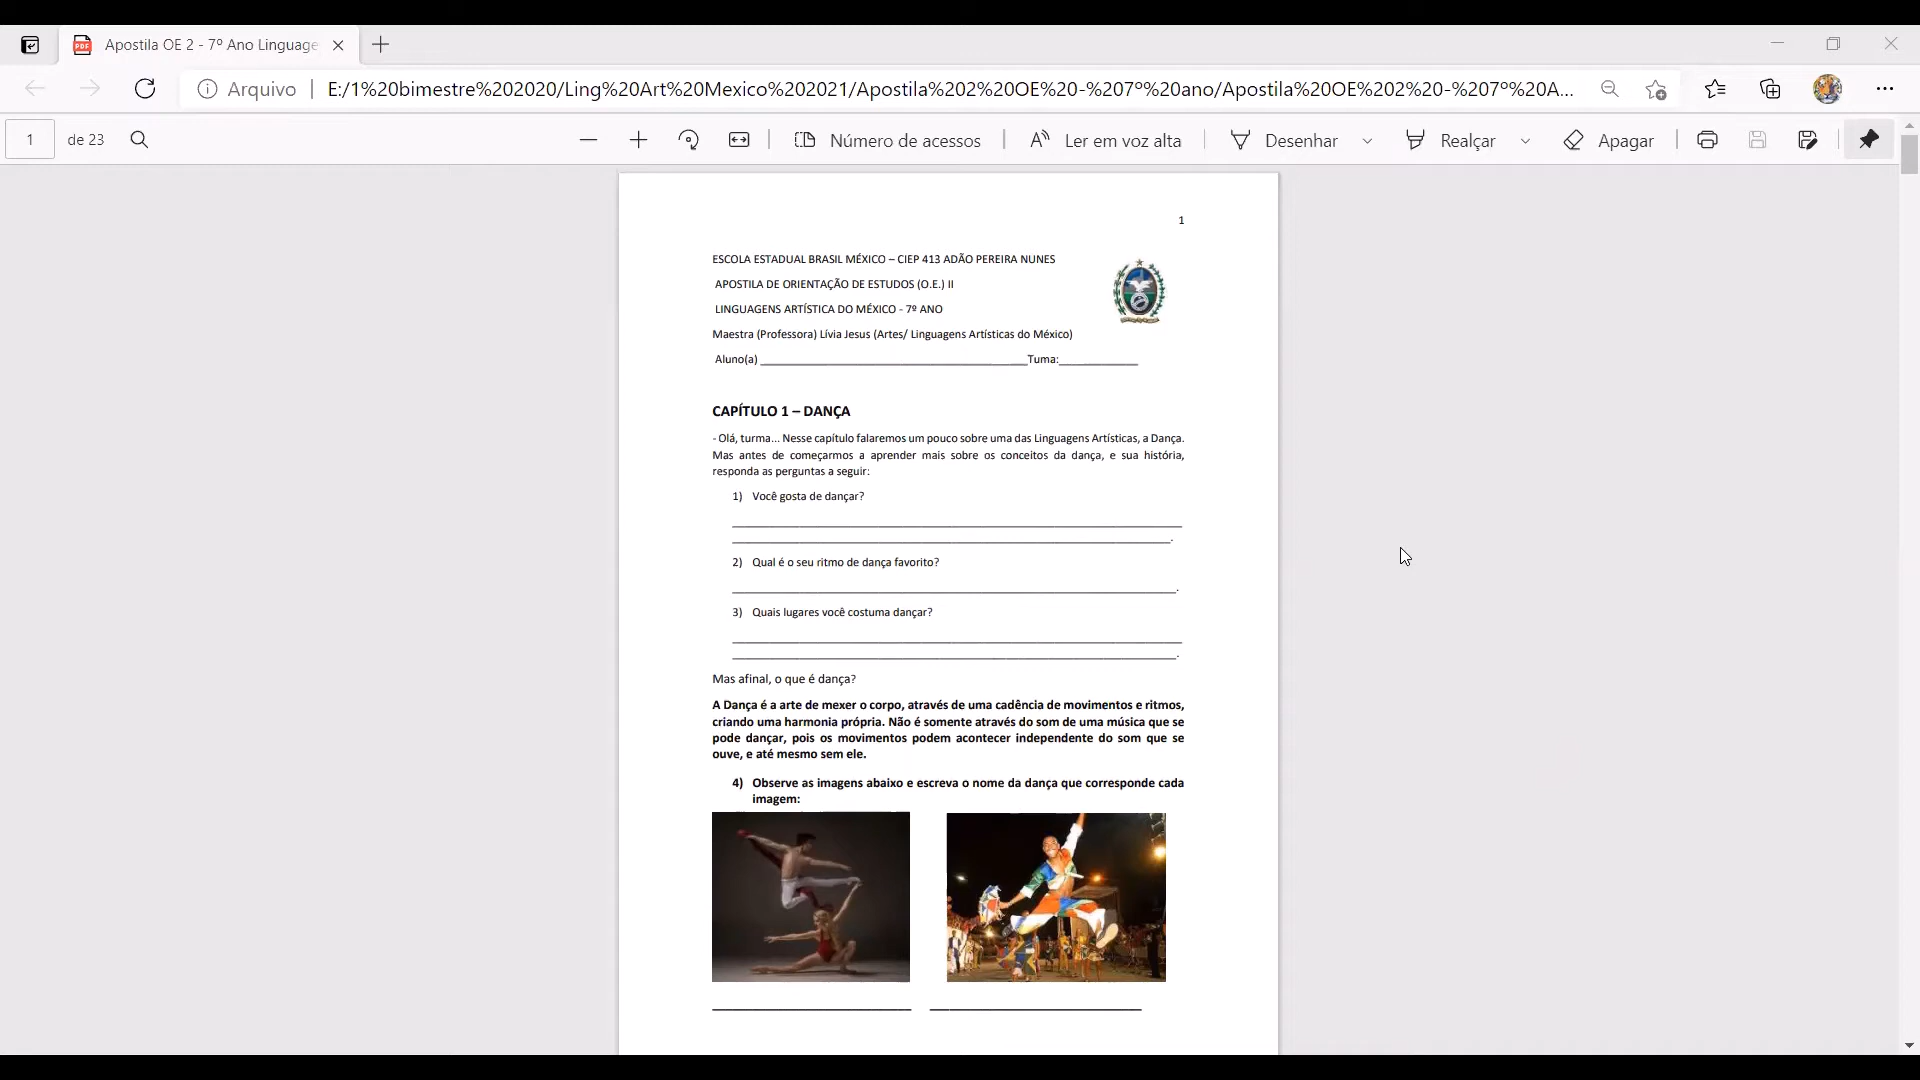 Apostila OE 2 - 7º Ano Linguage
Arquivo
E:/1%20bimestre%202020/Ling%20Art%20Mexico%202021/Apostila%202%20OE%20-%207º%20ano/Apostila%20OE%202%20-%207º%20A...
1 de 23
Número de acessos
Ler em voz alta
Desenhar
Realçar
Apagar
1
ESCOLA ESTADUAL BRASIL MÉXICO – CIEP 413 ADÃO PEREIRA NUNES
APOSTILA DE ORIENTAÇÃO DE ESTUDOS (O.E.) II
LINGUAGENS ARTÍSTICA DO MÉXICO - 7º ANO
Maestra (Professora) Lívia Jesus (Artes/ Linguagens Artísticas do México)
Aluno(a) ____________________________________________Tuma:_____________
CAPÍTULO 1 – DANÇA
- Olá, turma... Nesse capítulo falaremos um pouco sobre uma das Linguagens Artísticas, a Dança.
Mas antes de começarmos a aprender mais sobre os conceitos da dança, e sua história,
responda as perguntas a seguir:
1) Você gosta de dançar?
2) Qual é o seu ritmo de dança favorito?
3) Quais lugares você costuma dançar?
Mas afinal, o que é dança?
A Dança é a arte de mexer o corpo, através de uma cadência de movimentos e ritmos,
criando uma harmonia própria. Não é somente através do som de uma música que se
pode dançar, pois os movimentos podem acontecer independente do som que se
ouve, e até mesmo sem ele.
4) Observe as imagens abaixo e escreva o nome da dança que corresponde cada
imagem: